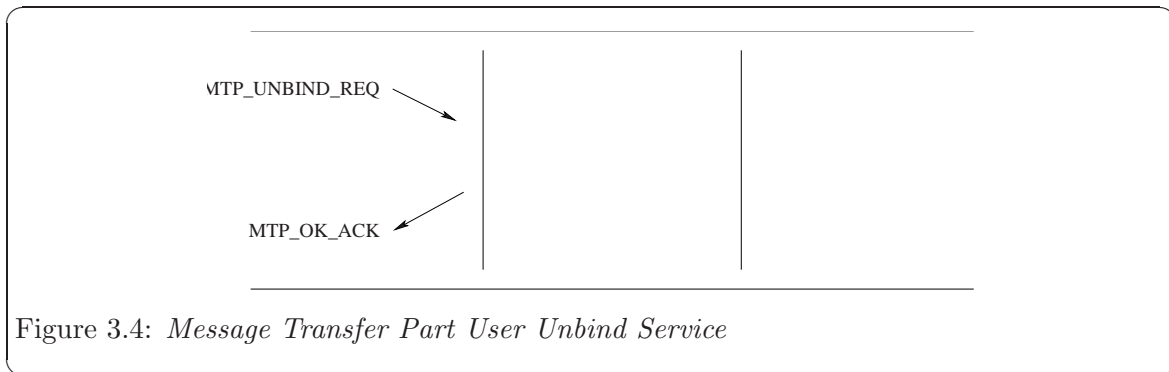 MTP_UNBIND_REQ
MTP_OK_ACK
Figure 3.4: Message Transfer Part User Unbind Service